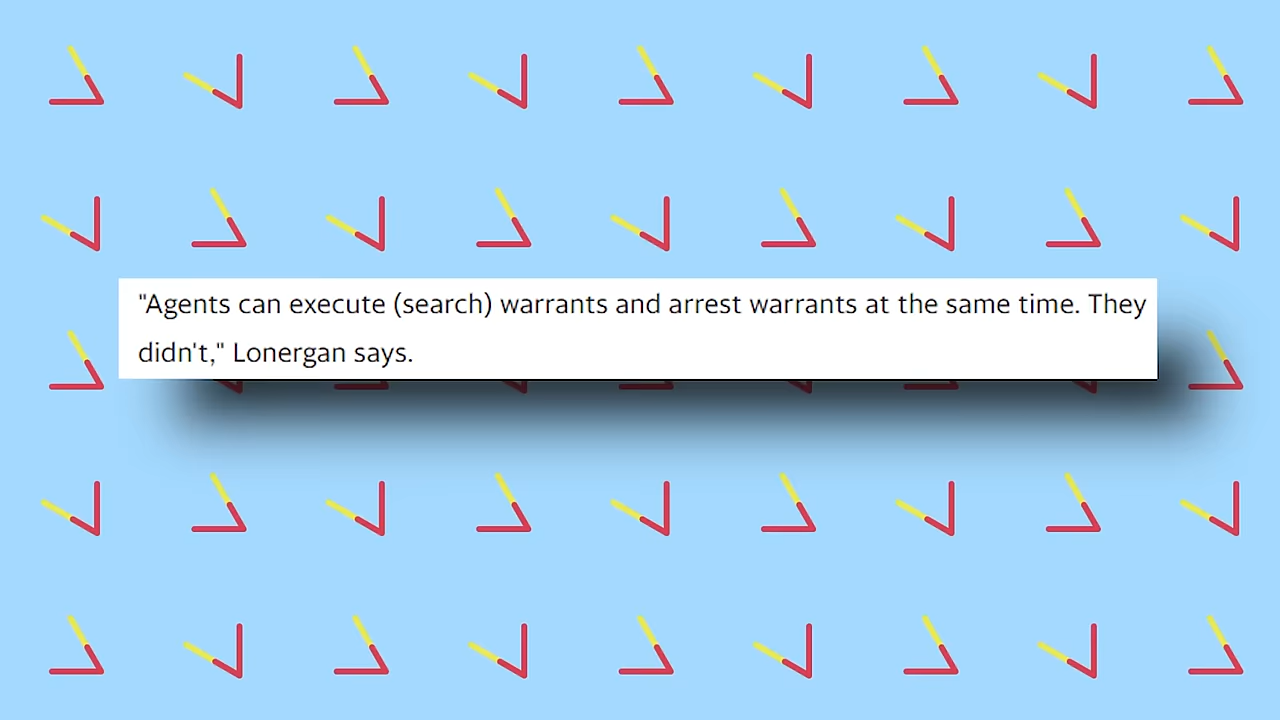 "Agents can execute (search) warrants and arrest warrants at the same time. They
didn't," Lonergan says.